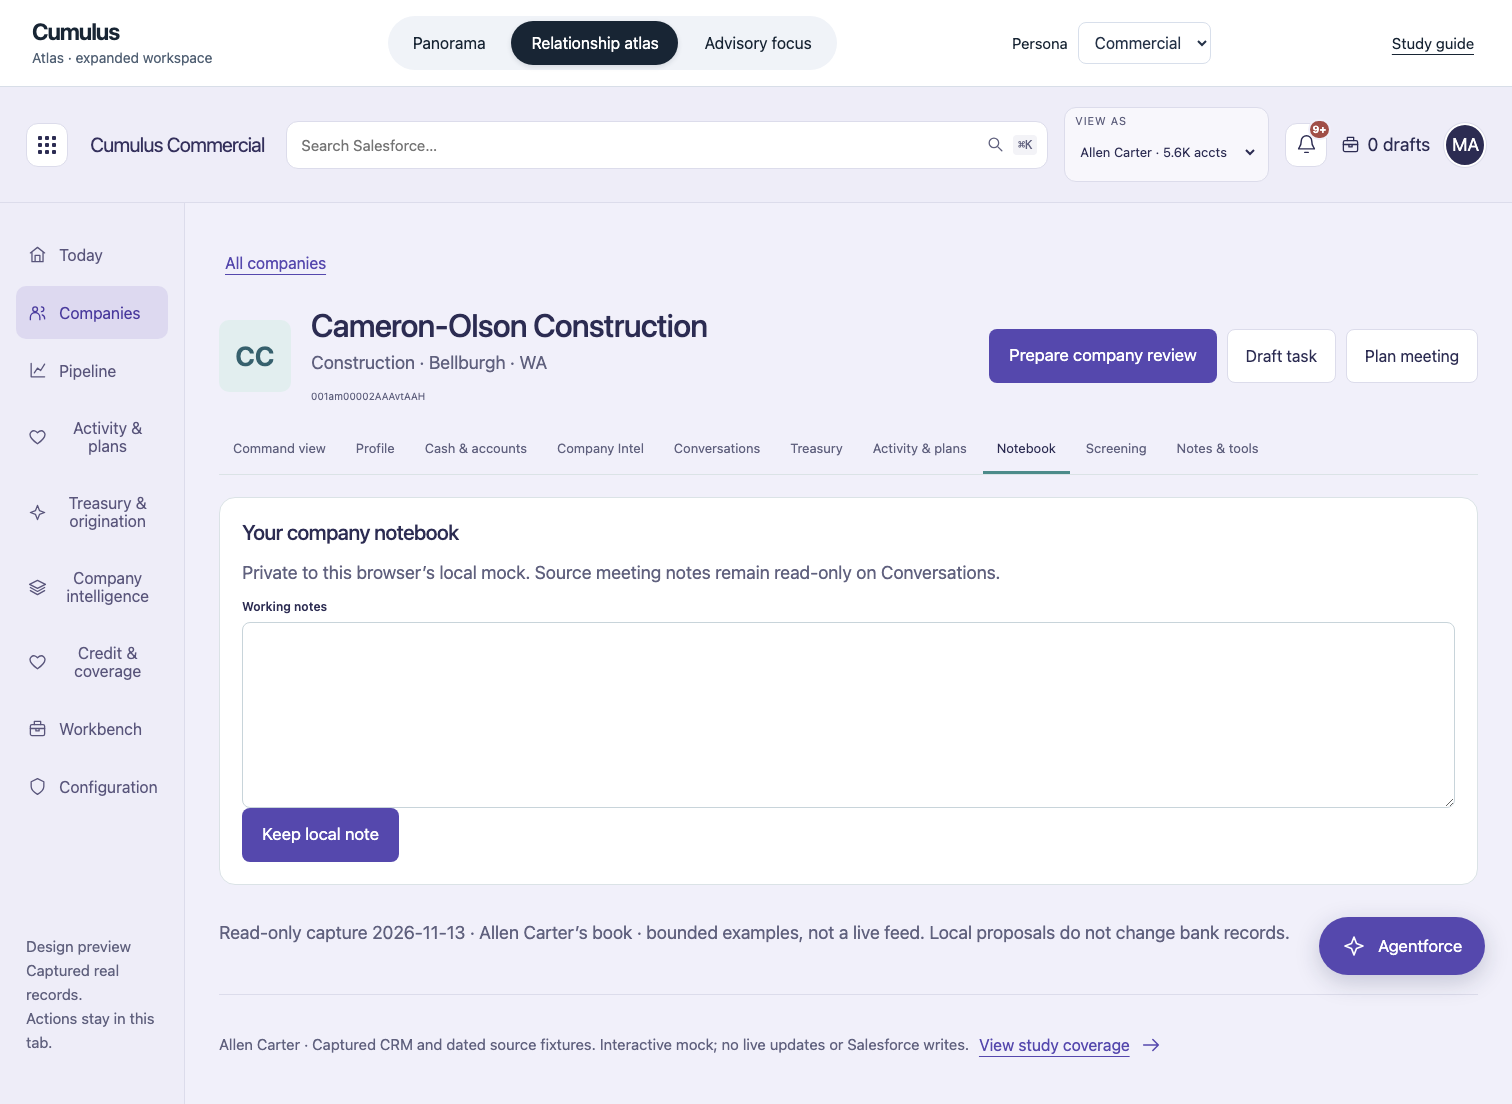 Cumulus
Atlas · expanded workspace
Panorama
Relationship atlas
Advisory focus
Persona
Commercial
Study guide
Cumulus Commercial
Search Salesforce...
⌘K
VIEW AS
Allen Carter · 5.6K accts
9+
0 drafts
MA
Today
Companies
Pipeline
Activity &
plans
Treasury &
origination
Company
intelligence
Credit &
coverage
Workbench
Configuration
Design preview
Captured real
records.
Actions stay in this
tab.
All companies
CC
Cameron-Olson Construction
Construction · Bellburgh · WA
001am00002AAAvtAAH
Prepare company review
Draft task
Plan meeting
Command view
Profile
Cash & accounts
Company Intel
Conversations
Treasury
Activity & plans
Notebook
Screening
Notes & tools
Your company notebook
Private to this browser’s local mock. Source meeting notes remain read-only on Conversations.
Working notes
Keep local note
Read-only capture 2026-11-13 · Allen Carter’s book · bounded examples, not a live feed. Local proposals do not change bank records.
Agentforce
Allen Carter · Captured CRM and dated source fixtures. Interactive mock; no live updates or Salesforce writes.
View study coverage →